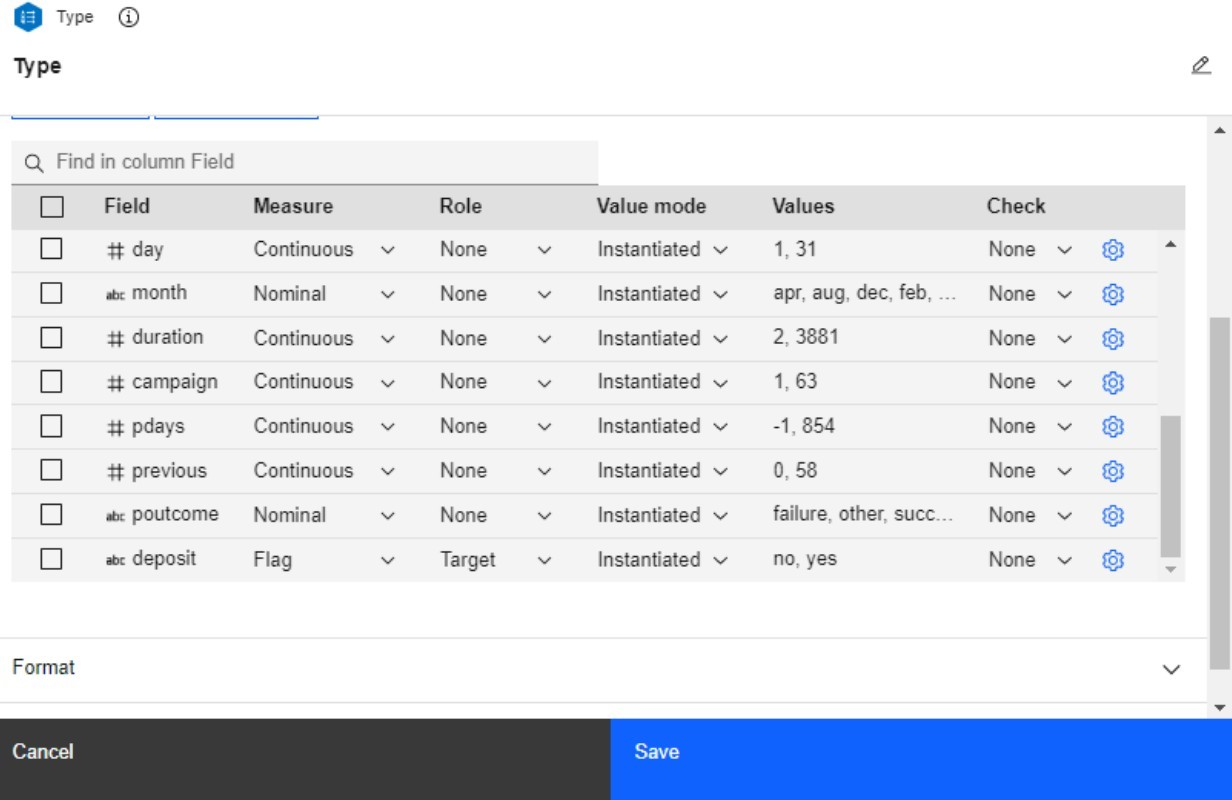 Type
Type
Find in column Field
Field Measure Role Value mode Values Check
# day Continuous None Instantiated 1, 31 None
abc month Nominal None Instantiated apr, aug, dec, feb, ... None
# duration Continuous None Instantiated 2, 3881 None
# campaign Continuous None Instantiated 1, 63 None
# pdays Continuous None Instantiated -1, 854 None
# previous Continuous None Instantiated 0, 58 None
abc poutcome Nominal None Instantiated failure, other, succ... None
abc deposit Flag Target Instantiated no, yes None
Format
Cancel Save